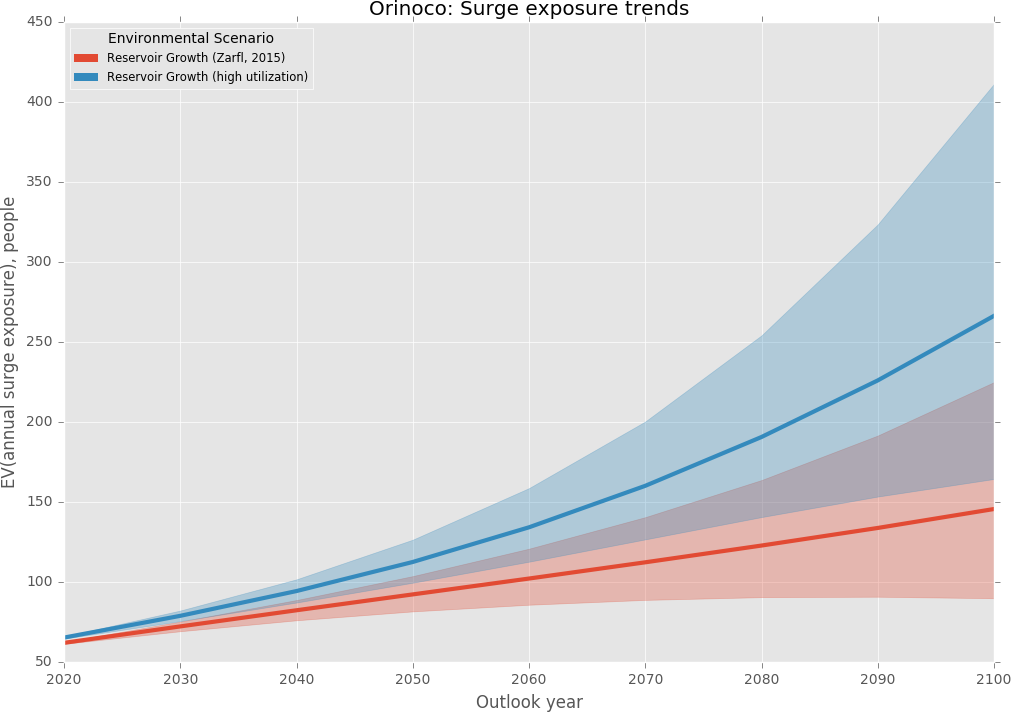 Orinoco: Surge exposure trends
Environmental Scenario
Reservoir Growth (Zarfl, 2015)
Reservoir Growth (high utilization)
EV(annual surge exposure), people
450
400
350
300
250
200
150
100
50
2020 2030 2040 2050 2060 2070 2080 2090 2100
Outlook year